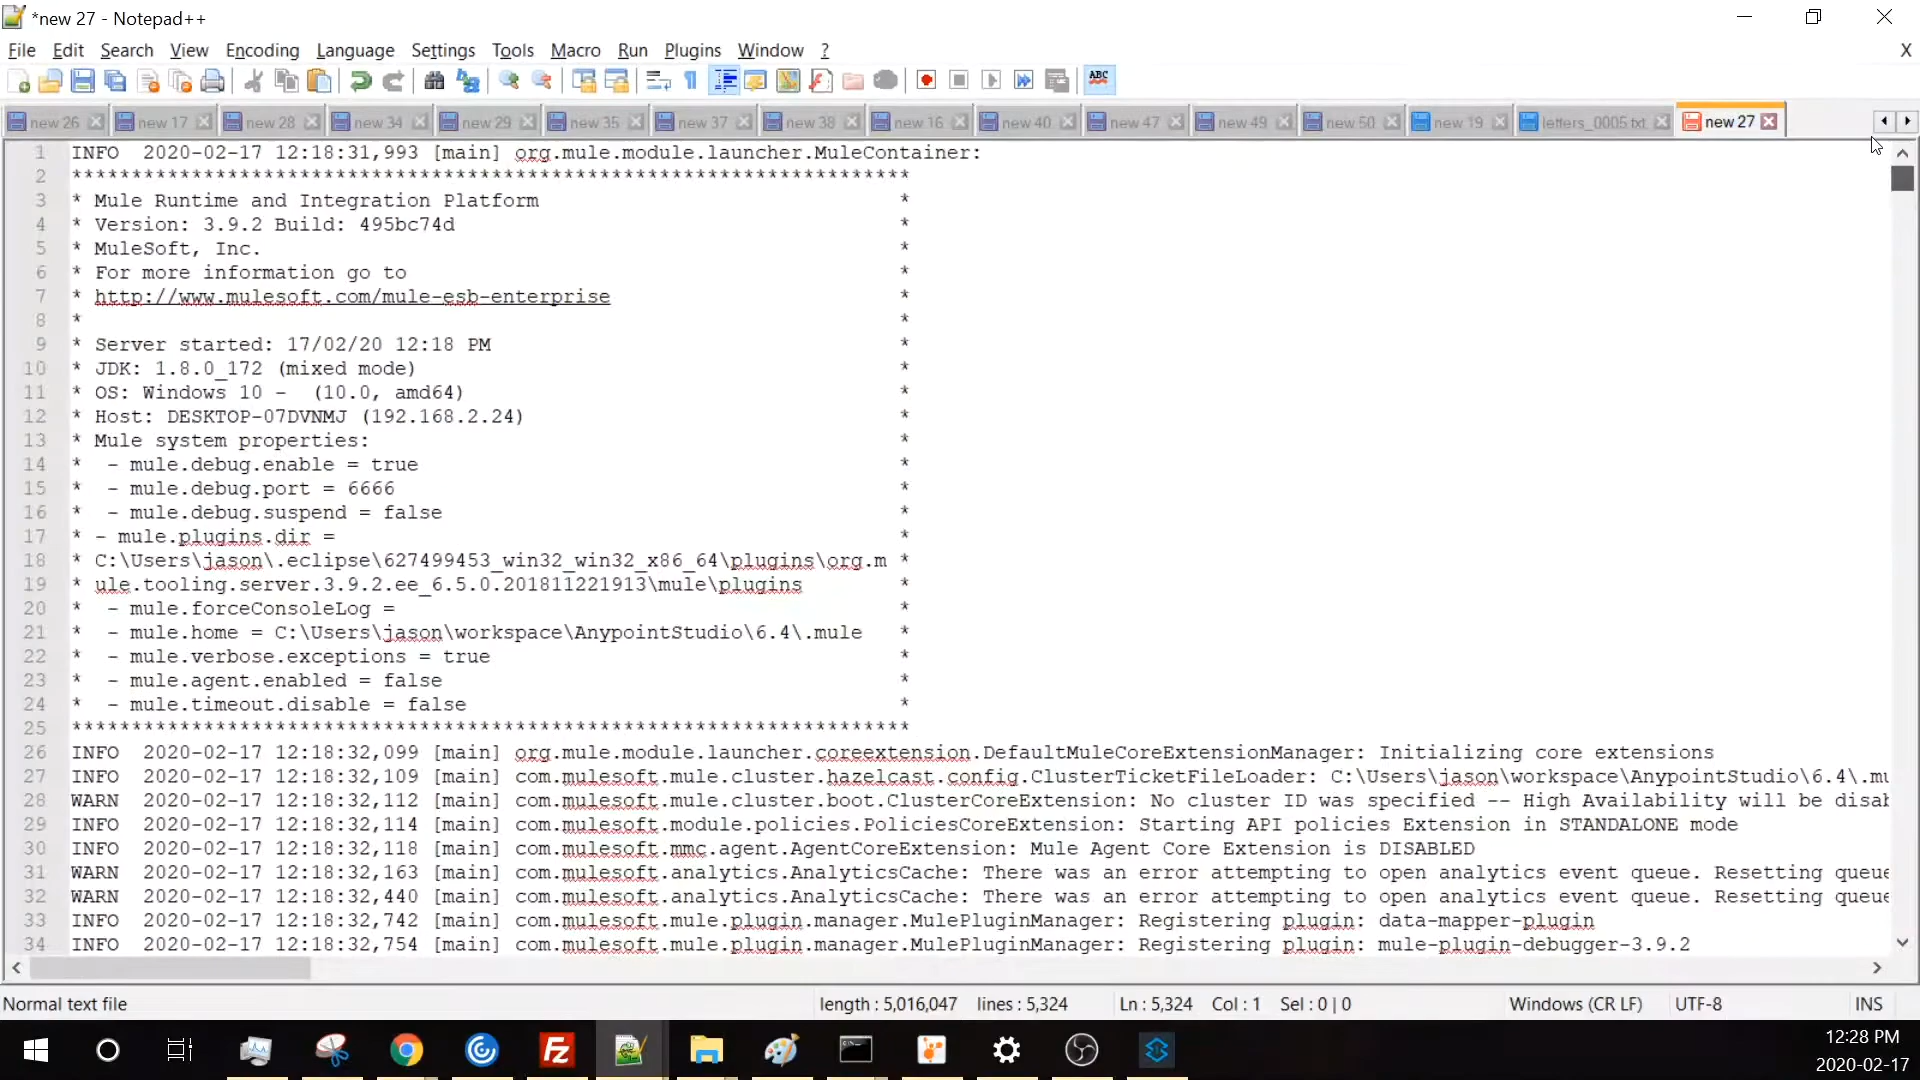 *new 27 - Notepad++
File Edit Search View Encoding Language Settings Tools Macro Run Plugins Window ? X
ABC
new 26 new 17 new 28 new 34 new 29 new 35 new 37 new 38 new 16 new 40 new 47 new 49 new 50 new 19 letters_0005.txt new 27
1 INFO 2020-02-17 12:18:31,993 [main] org.mule.module.launcher.MuleContainer:
2 **********************************************************************
3 * Mule Runtime and Integration Platform *
4 * Version: 3.9.2 Build: 495bc74d *
5 * MuleSoft, Inc. *
6 * For more information go to *
7 * http://www.mulesoft.com/mule-esb-enterprise *
8 * *
9 * Server started: 17/02/20 12:18 PM *
10 * JDK: 1.8.0_172 (mixed mode) *
11 * OS: Windows 10 - (10.0, amd64) *
12 * Host: DESKTOP-07DVNMJ (192.168.2.24) *
13 * Mule system properties: *
14 * - mule.debug.enable = true *
15 * - mule.debug.port = 6666 *
16 * - mule.debug.suspend = false *
17 * - mule.plugins.dir = *
18 * C:\Users\jason\.eclipse\627499453_win32_win32_x86_64\plugins\org.m *
19 * ule.tooling.server.3.9.2.ee_6.5.0.201811221913\mule\plugins *
20 * - mule.forceConsoleLog = *
21 * - mule.home = C:\Users\jason\workspace\AnypointStudio\6.4\.mule *
22 * - mule.verbose.exceptions = true *
23 * - mule.agent.enabled = false *
24 * - mule.timeout.disable = false *
25 **********************************************************************
26 INFO 2020-02-17 12:18:32,099 [main] org.mule.module.launcher.coreextension.DefaultMuleCoreExtensionManager: Initializing core extensions
27 INFO 2020-02-17 12:18:32,109 [main] com.mulesoft.mule.cluster.hazelcast.config.ClusterTicketFileLoader: C:\Users\jason\workspace\AnypointStudio\6.4\.mu
28 WARN 2020-02-17 12:18:32,112 [main] com.mulesoft.mule.cluster.boot.ClusterCoreExtension: No cluster ID was specified -- High Availability will be disab
29 INFO 2020-02-17 12:18:32,114 [main] com.mulesoft.module.policies.PoliciesCoreExtension: Starting API policies Extension in STANDALONE mode
30 INFO 2020-02-17 12:18:32,118 [main] com.mulesoft.mmc.agent.AgentCoreExtension: Mule Agent Core Extension is DISABLED
31 WARN 2020-02-17 12:18:32,163 [main] com.mulesoft.analytics.AnalyticsCache: There was an error attempting to open analytics event queue. Resetting queue
32 WARN 2020-02-17 12:18:32,440 [main] com.mulesoft.analytics.AnalyticsCache: There was an error attempting to open analytics event queue. Resetting queue
33 INFO 2020-02-17 12:18:32,742 [main] com.mulesoft.mule.plugin.manager.MulePluginManager: Registering plugin: data-mapper-plugin
34 INFO 2020-02-17 12:18:32,754 [main] com.mulesoft.mule.plugin.manager.MulePluginManager: Registering plugin: mule-plugin-debugger-3.9.2
Normal text file length : 5,016,047 lines : 5,324 Ln : 5,324 Col : 1 Sel : 0 | 0 Windows (CR LF) UTF-8 INS
Fz
12:28 PM
2020-02-17